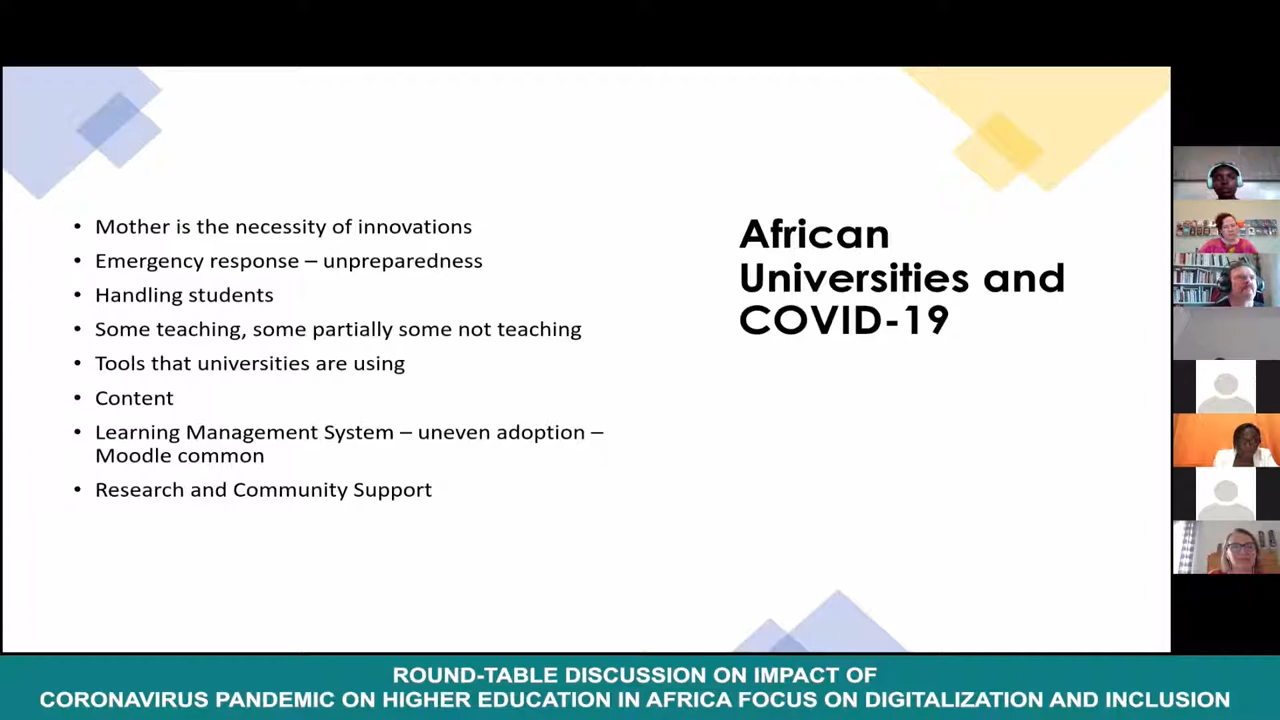 • Mother is the necessity of innovations
• Emergency response – unpreparedness
• Handling students
• Some teaching, some partially some not teaching
• Tools that universities are using
• Content
• Learning Management System – uneven adoption –
Moodle common
• Research and Community Support
African
Universities and
COVID-19
ROUND-TABLE DISCUSSION ON IMPACT OF
CORONAVIRUS PANDEMIC ON HIGHER EDUCATION IN AFRICA FOCUS ON DIGITALIZATION AND INCLUSION